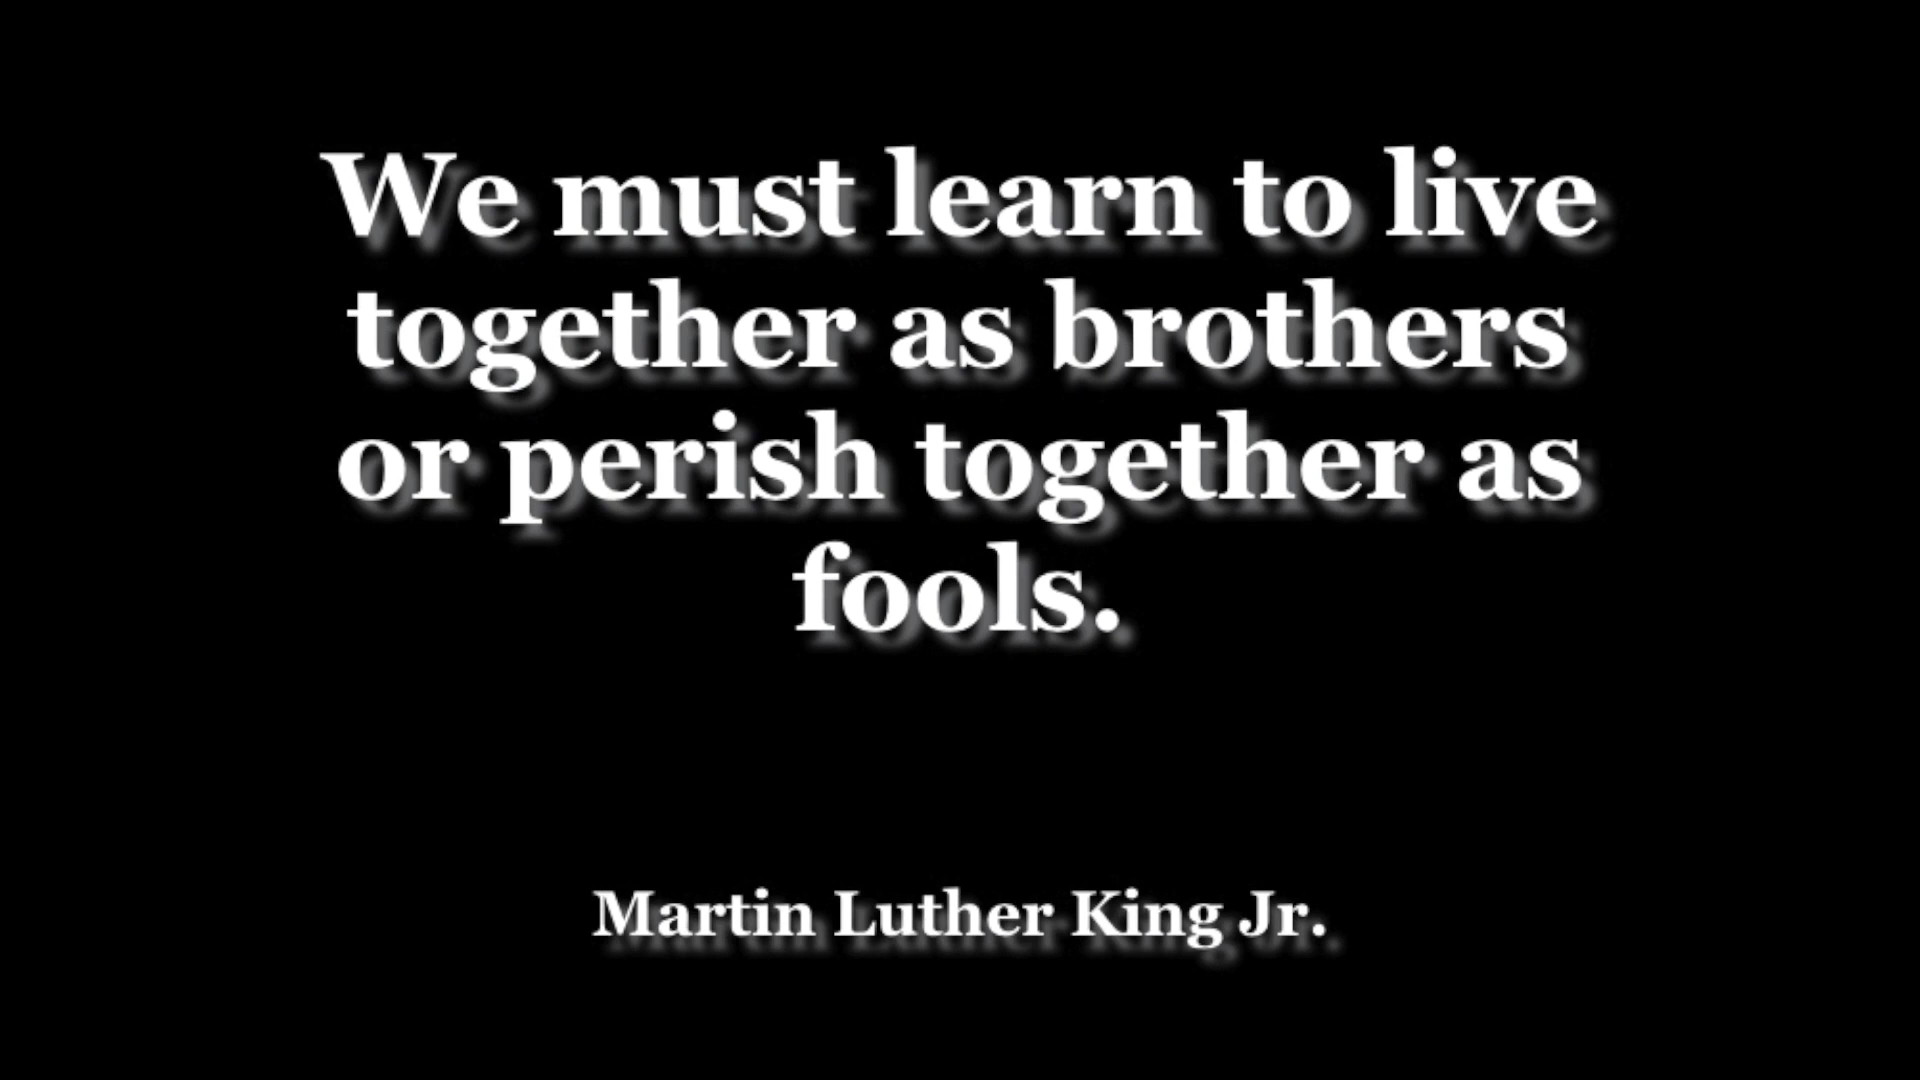 We must learn to live
together as brothers
or perish together as
fools.
Martin Luther King Jr.